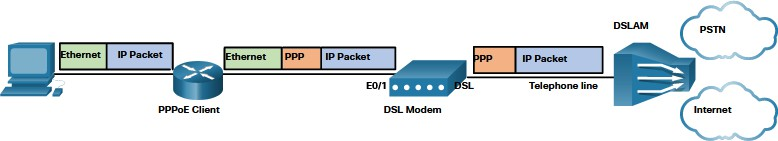 DSLAM
PSTN
Ethernet IP Packet
Ethernet PPP IP Packet
PPP IP Packet
E0/1
DSL
Telephone line
PPPoE Client
DSL Modem
Internet